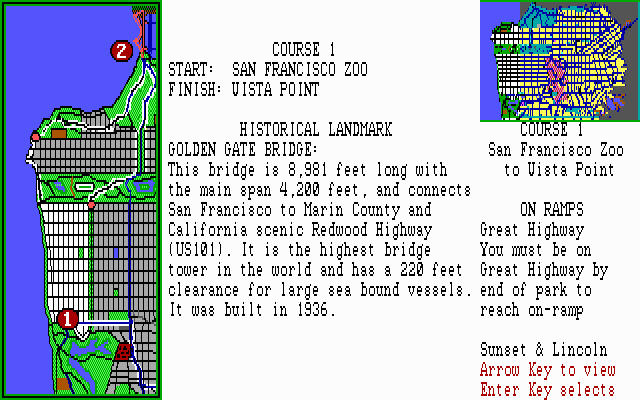 2
1
COURSE 1
START: SAN FRANCISCO ZOO
FINISH: VISTA POINT
HISTORICAL LANDMARK
GOLDEN GATE BRIDGE:
This bridge is 8,981 feet long with
the main span 4,200 feet, and connects
San Francisco to Marin County and
California scenic Redwood Highway
(US101). It is the highest bridge
tower in the world and has a 220 feet
clearance for large sea bound vessels.
It was built in 1936.
COURSE 1
San Francisco Zoo
to Vista Point
ON RAMPS
Great Highway
You must be on
Great Highway by
end of park to
reach on-ramp
Sunset & Lincoln
Arrow Key to view
Enter Key selects